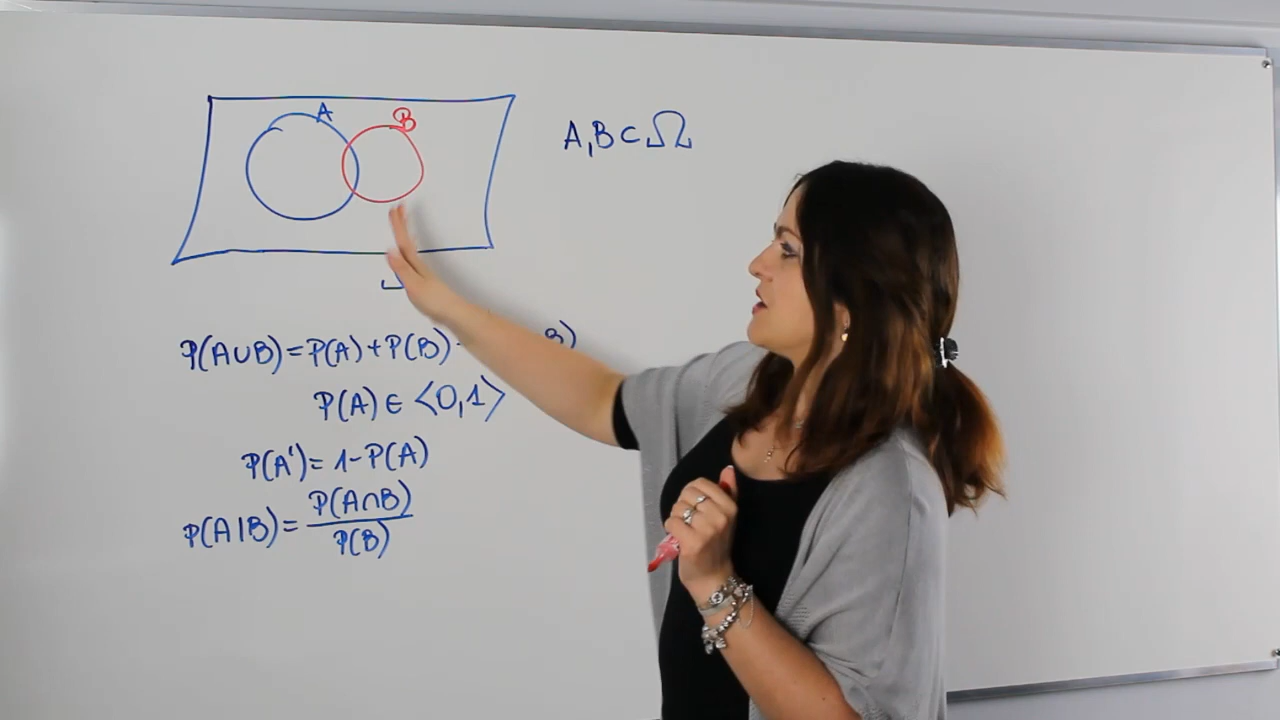 A B
A,B ⊂ Ω
P(A∪B) = P(A) + P(B) - B)
P(A) ∈ <0,1>
P(A') = 1 - P(A)
P(A|B) = P(A∩B)
P(B)